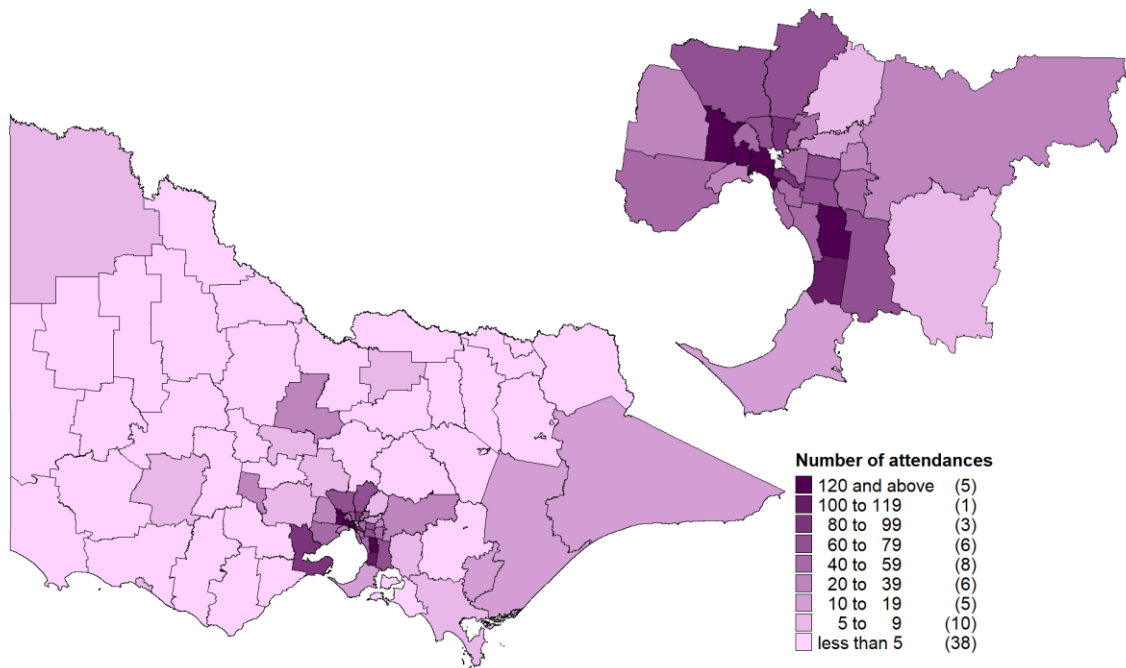 Number of attendances
120 and above (5)
100 to 119 (1)
80 to 99 (3)
60 to 79 (6)
40 to 59 (8)
20 to 39 (6)
10 to 19 (5)
5 to 9 (10)
less than 5 (38)